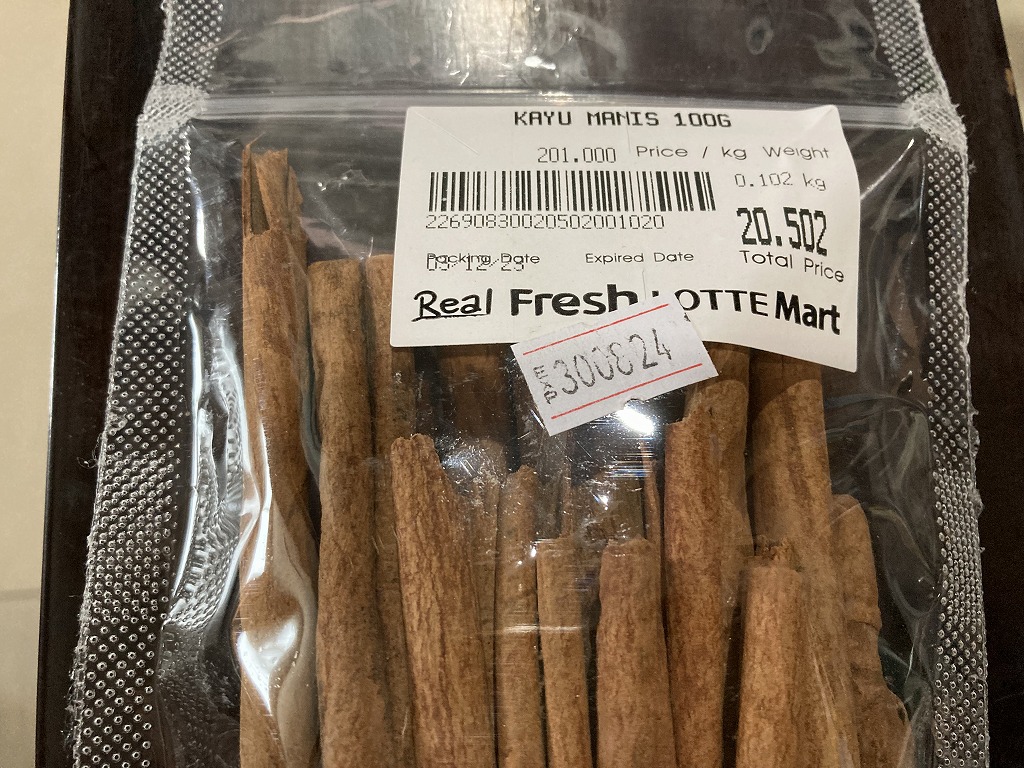 KAYU MANIS 100G
201.000 Price / kg Weight
0.102 kg
22690830020502001020
20.502
Packing Date Expired Date
03-12-23
Total Price
Real Fresh LOTTE Mart
EXP 300824